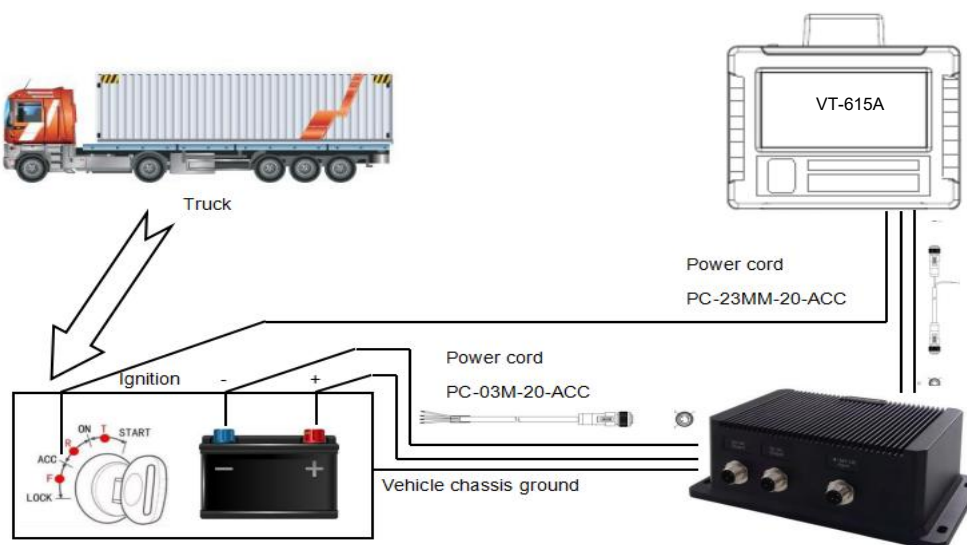 VT-615A
Truck
Power cord
PC-23MM-20-ACC
Power cord
PC-03M-20-ACC
Ignition
-
+
ON
T
START
R
ACC
F
LOCK
Vehicle chassis ground